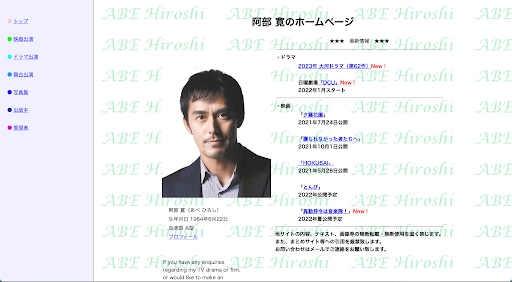 トップ
映画出演
ドラマ出演
舞台出演
写真集
出版本
管理者
阿部 寛のホームページ
★★★ 最新情報 ★★★
・ドラマ
2023年 大河ドラマ（第62作）New！
日曜劇場「DCU」New！
2022年1月スタート
・映画
「夕霧花園」
2021年7月24日公開
「護られなかった者たちへ」
2021年10月1日公開
「HOKUSAI」
2021年5月28日公開
「とんび」
2022年公開予定
「異動辞令は音楽隊！」New！
2022年夏公開予定
阿部 寛（あべ ひろし）
生年月日 1964年6月22日
血液型 A型
プロフィール
If you have any enquiries
regarding my TV drama or film,
or would like to make an
当サイトの内容、テキスト、画像等の無断転載・無断使用を固く禁じます。
また、まとめサイト等への引用を厳禁致します。
お問い合わせはメールでご連絡をお願い致します。
ABE Hiroshi